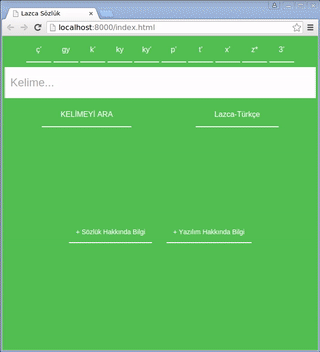 Lazca Sözlük
localhost:8000/index.html
ç' gy k' ky ky' p' t' x' z* 3'
Kelime...
KELİMEYİ ARA Lazca-Türkçe
+ Sözlük Hakkında Bilgi + Yazılım Hakkında Bilgi